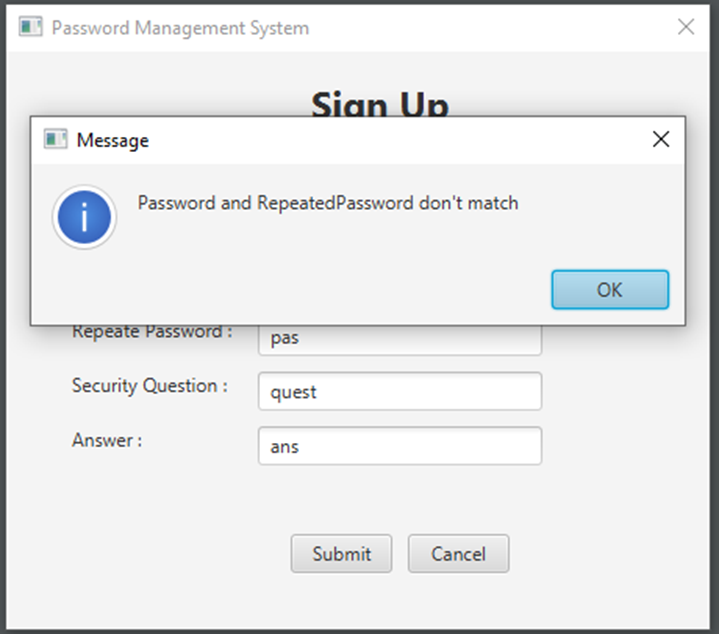 Password Management System
Sign Up
Message
Password and RepeatedPassword don't match
OK
Repeate Password :
pas
Security Question :
quest
Answer :
ans
Submit
Cancel